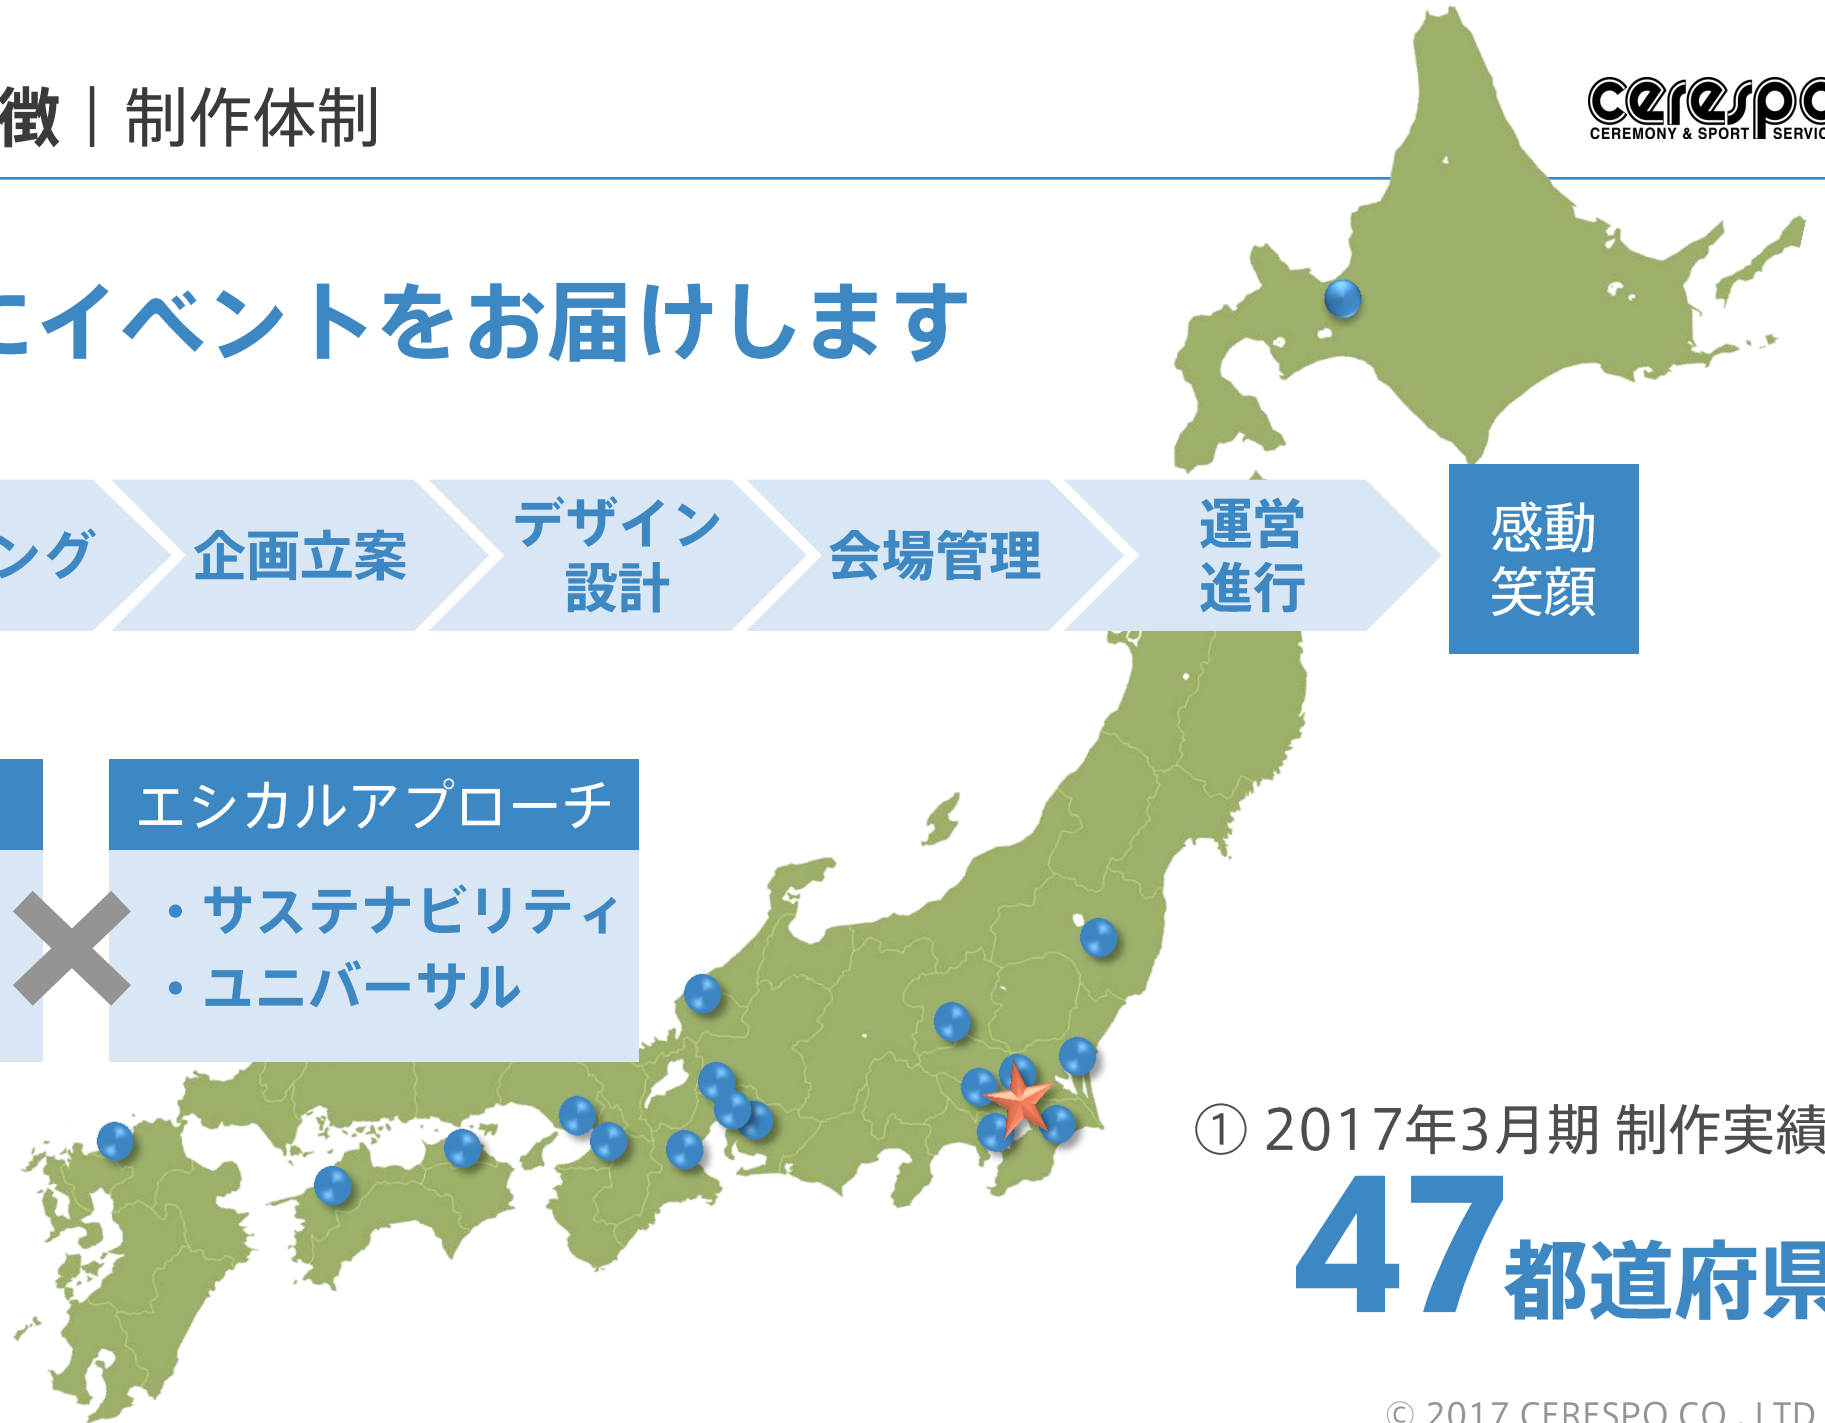 徴｜制作体制
cerespo
CEREMONY & SPORT SERVIC
にイベントをお届けします
ング
企画立案
デザイン
設計
会場管理
運営
進行
感動
笑顔
エシカルアプローチ
・サステナビリティ
・ユニバーサル
① 2017年3月期 制作実績
47都道府県
© 2017 CERESPO CO., LTD